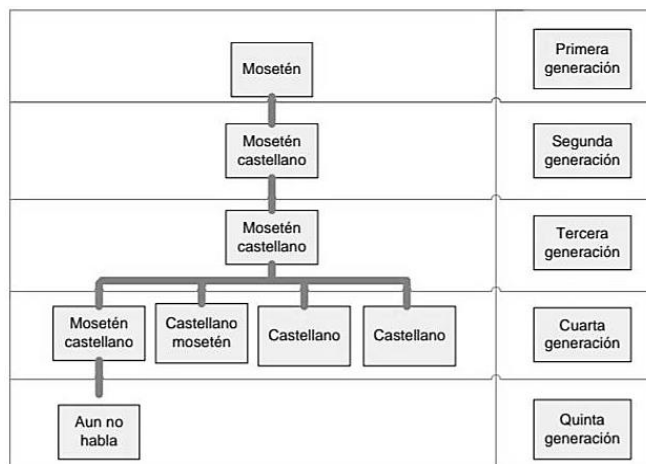 Mosetén
Primera
generación
Mosetén
castellano
Segunda
generación
Mosetén
castellano
Tercera
generación
Mosetén
castellano
Castellano
mosetén
Castellano
Castellano
Cuarta
generación
Aun no
habla
Quinta
generación